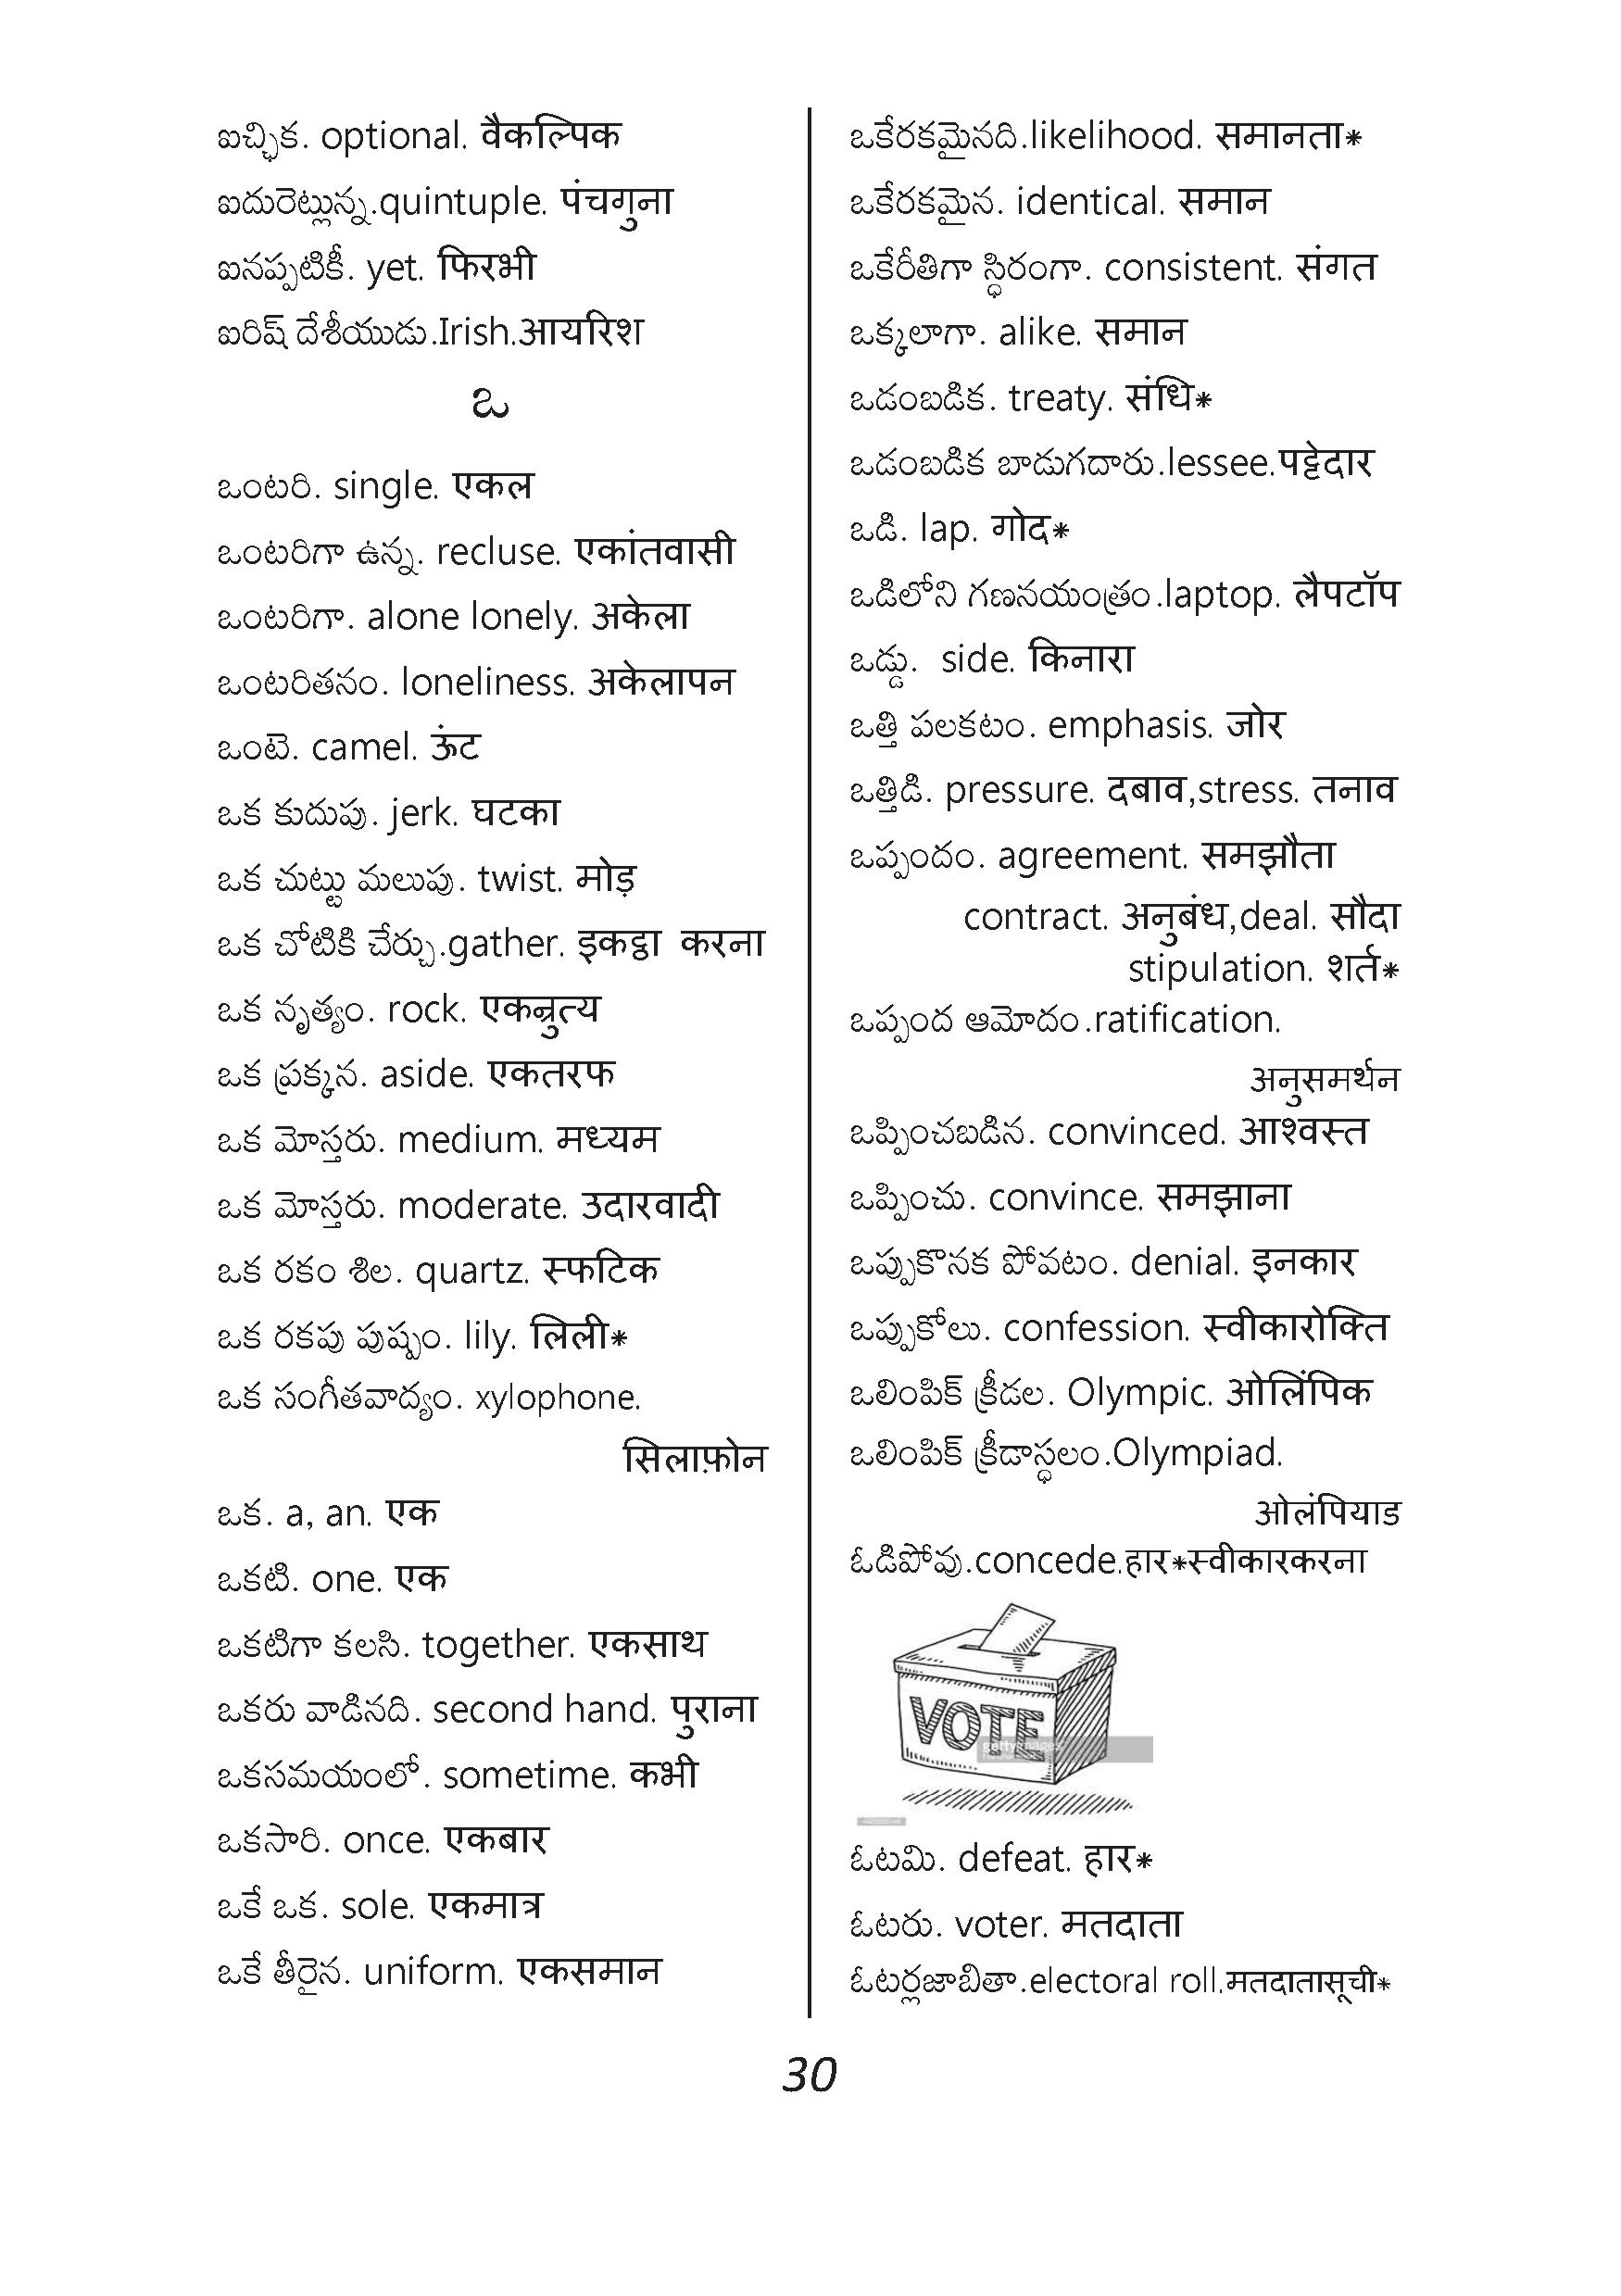 ఐచ్ఛిక. optional. वैकल्पिक
ఐదురెట్లున్న.quintuple. पंचगुना
ఐనప్పటికీ. yet. फिरभी
ఐరిష్ దేశీయుడు.Irish.आयरिश
ఒ
ఒంటరి. single. एकल
ఒంటరిగా ఉన్న. recluse. एकांतवासी
ఒంటరిగా. alone lonely. अकेला
ఒంటరితనం. loneliness. अकेलापन
ఒంటె. camel. ऊंट
ఒక కుదుపు. jerk. घटका
ఒక చుట్టు మలుపు. twist. मोड़
ఒక చోటికి చేర్చు.gather. इकट्ठा करना
ఒక నృత్యం. rock. एकन्रुत्य
ఒక ప్రక్కన. aside. एकतरफ
ఒక మోస్తరు. medium. मध्यम
ఒక మోస్తరు. moderate. उदारवादी
ఒక రకం శిల. quartz. स्फटिक
ఒక రకపు పుష్పం. lily. लिली*
ఒక సంగీతవాద్యం. xylophone.
सिलाफ़ोन
ఒక. a, an. एक
ఒకటి. one. एक
ఒకటిగా కలసి. together. एकसाथ
ఒకరు వాడినది. second hand. पुराना
ఒకసమయంలో. sometime. कभी
ఒకసారి. once. एकबार
ఒకే ఒక. sole. एकमात्र
ఒకే తీరైన. uniform. एकसमान
ఒకేరకమైనది.likelihood. समानता*
ఒకేరకమైన. identical. समान
ఒకేరీతిగా స్ధిరంగా. consistent. संगत
ఒక్కలాగా. alike. समान
ఒడంబడిక. treaty. संधि*
ఒడంబడిక బాడుగదారు.lessee.पट्टेदार
ఒడి. lap. गोद*
ఒడిలోని గణనయంత్రం.laptop. लैपटॉप
ఒడ్డు. side. किनारा
ఒత్తి పలకటం. emphasis. जोर
ఒత్తిడి. pressure. दबाव,stress. तनाव
ఒప్పందం. agreement. समझौता
contract. अनुबंध,deal. सौदा
stipulation. शर्त*
ఒప్పంద ఆమోదం.ratification.
अनुसमर्थन
ఒప్పించబడిన. convinced. आश्वस्त
ఒప్పించు. convince. समझाना
ఒప్పుకొనక పోవటం. denial. इनकार
ఒప్పుకోలు. confession. स्वीकारोक्ति
ఒలింపిక్ క్రీడల. Olympic. ओलिंपिक
ఒలింపిక్ క్రీడాస్ధలం.Olympiad.
ओलंपियाड
ఓడిపోవు.concede.हार*स्वीकारकरना
VOTE
gettyimages
ఓటమి. defeat. हार*
ఓటరు. voter. मतदाता
ఓటర్లజాబితా.electoral roll.मतदातासूची*
30